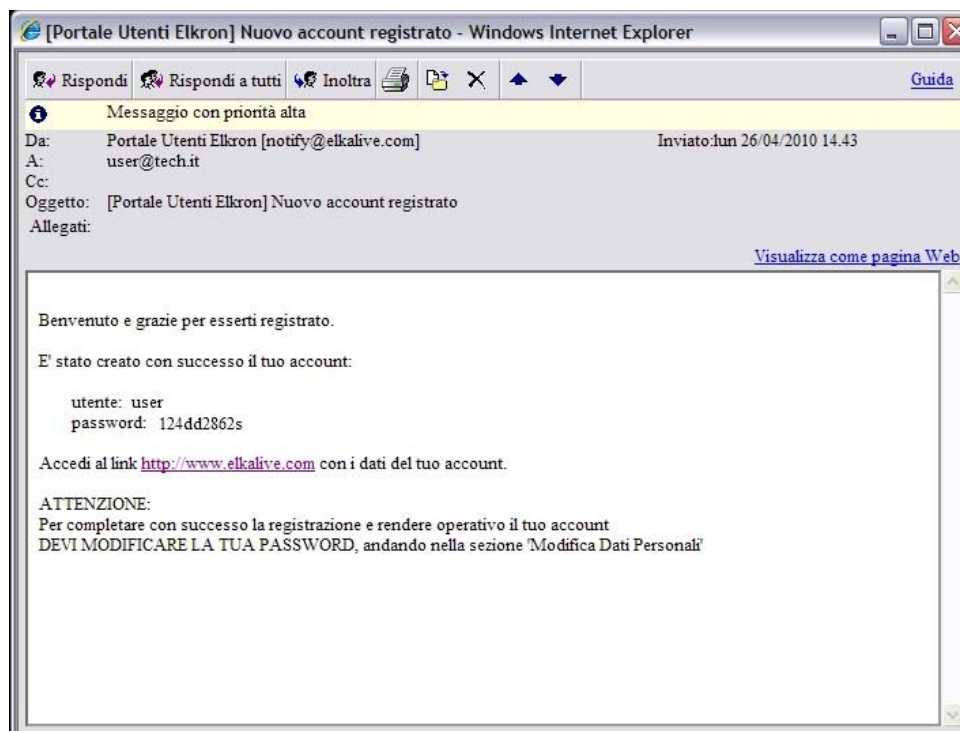 [Portale Utenti Elkron] Nuovo account registrato - Windows Internet Explorer
Rispondi Rispondi a tutti Inoltra Guida
Messaggio con priorità alta
Da: Portale Utenti Elkron [notify@elkalive.com] Inviato:lun 26/04/2010 14.43
A: user@tech.it
Cc:
Oggetto: [Portale Utenti Elkron] Nuovo account registrato
Allegati:
Visualizza come pagina Web
Benvenuto e grazie per esserti registrato.
E' stato creato con successo il tuo account:
utente: user
password: 124dd2862s
Accedi al link http://www.elkalive.com con i dati del tuo account.
ATTENZIONE:
Per completare con successo la registrazione e rendere operativo il tuo account
DEVI MODIFICARE LA TUA PASSWORD, andando nella sezione 'Modifica Dati Personali'